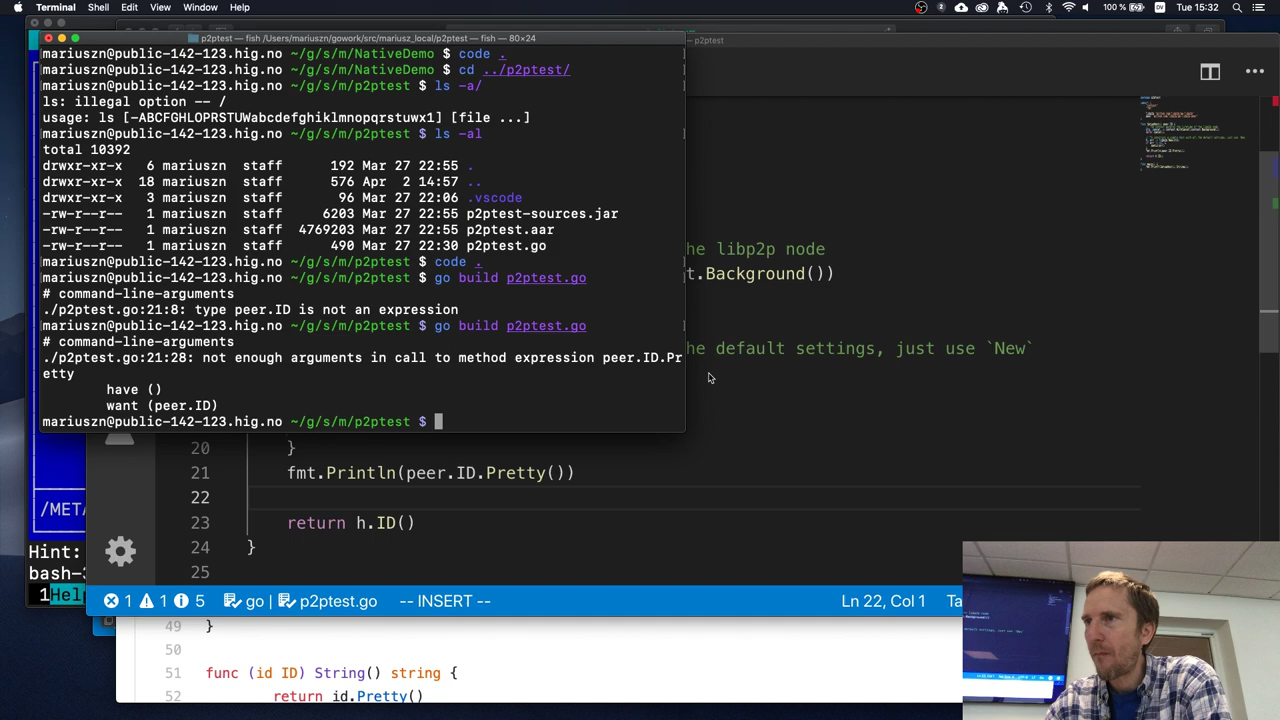 Terminal Shell Edit View Window Help 2 100 % DV Tue 15:32
p2ptest — fish /Users/mariuszn/gowork/src/mariusz_local/p2ptest — fish — 80×24
mariuszn@public-142-123.hig.no ~/g/s/m/NativeDemo $ code .
mariuszn@public-142-123.hig.no ~/g/s/m/NativeDemo $ cd ../p2ptest/
mariuszn@public-142-123.hig.no ~/g/s/m/p2ptest $ ls -a/
ls: illegal option -- /
usage: ls [-ABCFGHLOPRSTUWabcdefghiklmnopqrstuwx1] [file ...]
mariuszn@public-142-123.hig.no ~/g/s/m/p2ptest $ ls -al
total 10392
drwxr-xr-x 6 mariuszn staff 192 Mar 27 22:55 .
drwxr-xr-x 18 mariuszn staff 576 Apr 2 14:57 ..
drwxr-xr-x 3 mariuszn staff 96 Mar 27 22:06 .vscode
-rw-r--r-- 1 mariuszn staff 6203 Mar 27 22:55 p2ptest-sources.jar
-rw-r--r-- 1 mariuszn staff 4769203 Mar 27 22:55 p2ptest.aar
-rw-r--r-- 1 mariuszn staff 490 Mar 27 22:30 p2ptest.go
mariuszn@public-142-123.hig.no ~/g/s/m/p2ptest $ code .
mariuszn@public-142-123.hig.no ~/g/s/m/p2ptest $ go build p2ptest.go
# command-line-arguments
./p2ptest.go:21:8: type peer.ID is not an expression
mariuszn@public-142-123.hig.no ~/g/s/m/p2ptest $ go build p2ptest.go
# command-line-arguments
./p2ptest.go:21:28: not enough arguments in call to method expression peer.ID.Pr
etty
have ()
want (peer.ID)
mariuszn@public-142-123.hig.no ~/g/s/m/p2ptest $
p2ptest
he libp2p node
t.Background())
he default settings, just use `New`
20 }
21 fmt.Println(peer.ID.Pretty())
22
23 return h.ID()
24 }
25
1 1 5 go | p2ptest.go -- INSERT -- Ln 22, Col 1 Ta
/META
Hint:
bash-3
1Help
49 }
50
51 func (id ID) String() string {
52 return id.Pretty()